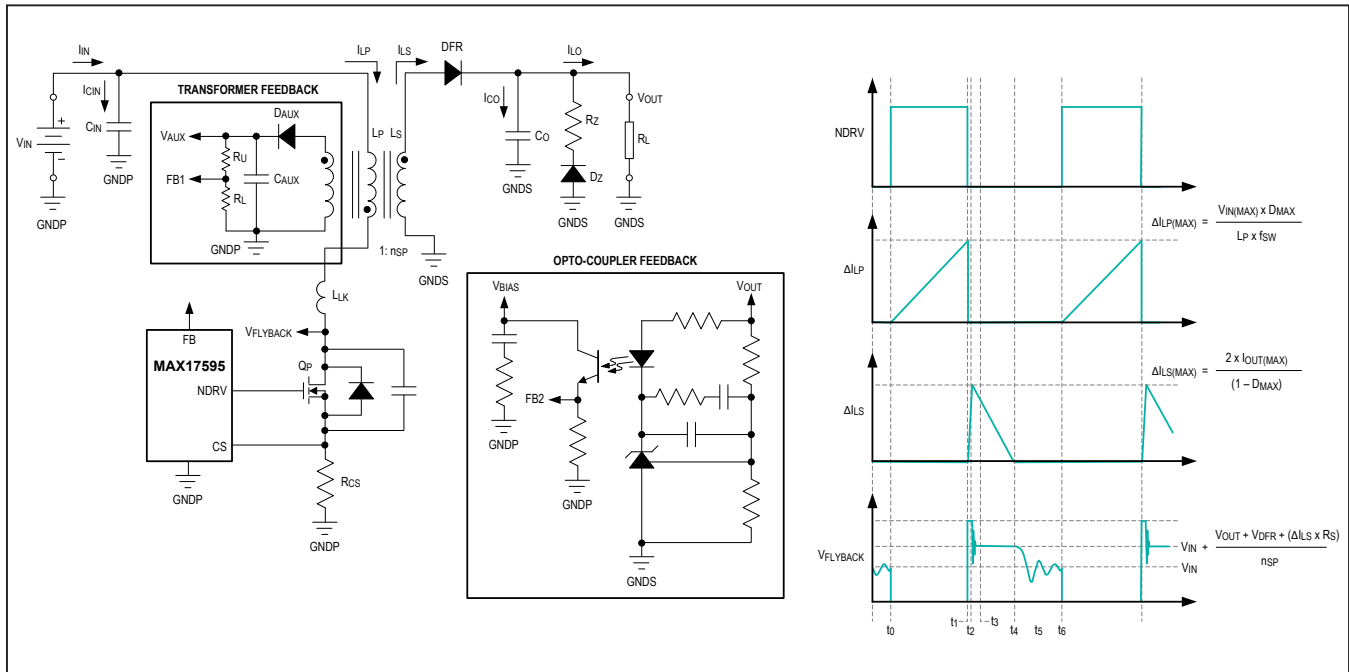 IIN
ICIN
CIN
VIN
+
–
GNDP
GNDP
TRANSFORMER FEEDBACK
DAUX
VAUX
RU
FB1
CAUX
RL
GNDP
ILP
ILS
LP LS
1: nSP
GNDS
DFR
ILO
ICO
CO
GNDS
RZ
DZ
GNDS
VOUT
RL
GNDS
LLK
VFLYBACK
FB
MAX17595
NDRV
CS
GNDP
QP
RCS
GNDP
OPTO-COUPLER FEEDBACK
VBIAS
VOUT
GNDP
FB2
GNDP
GNDS
NDRV
ΔILP
ΔILP(MAX) = VIN(MAX) x DMAX
LP x fSW
ΔILS
ΔILS(MAX) = 2 x IOUT(MAX)
(1 – DMAX)
VFLYBACK
VIN + VOUT + VDFR + (ΔILS x RS)
nSP
VIN
t0
t1
t2
t3
t4
t5
t6